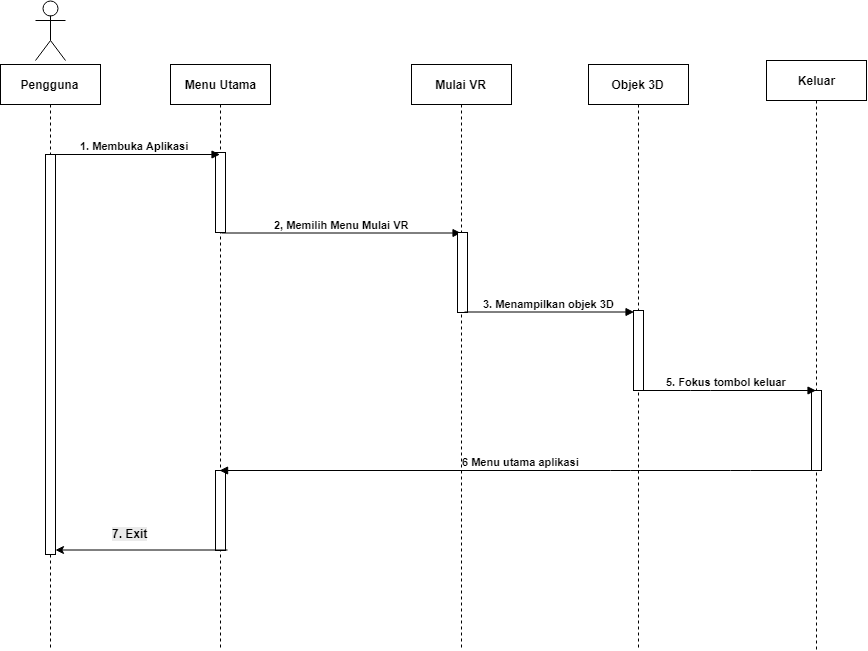 Pengguna
Menu Utama
Mulai VR
Objek 3D
Keluar
1. Membuka Aplikasi
2, Memilih Menu Mulai VR
3. Menampilkan objek 3D
5. Fokus tombol keluar
6 Menu utama aplikasi
7. Exit